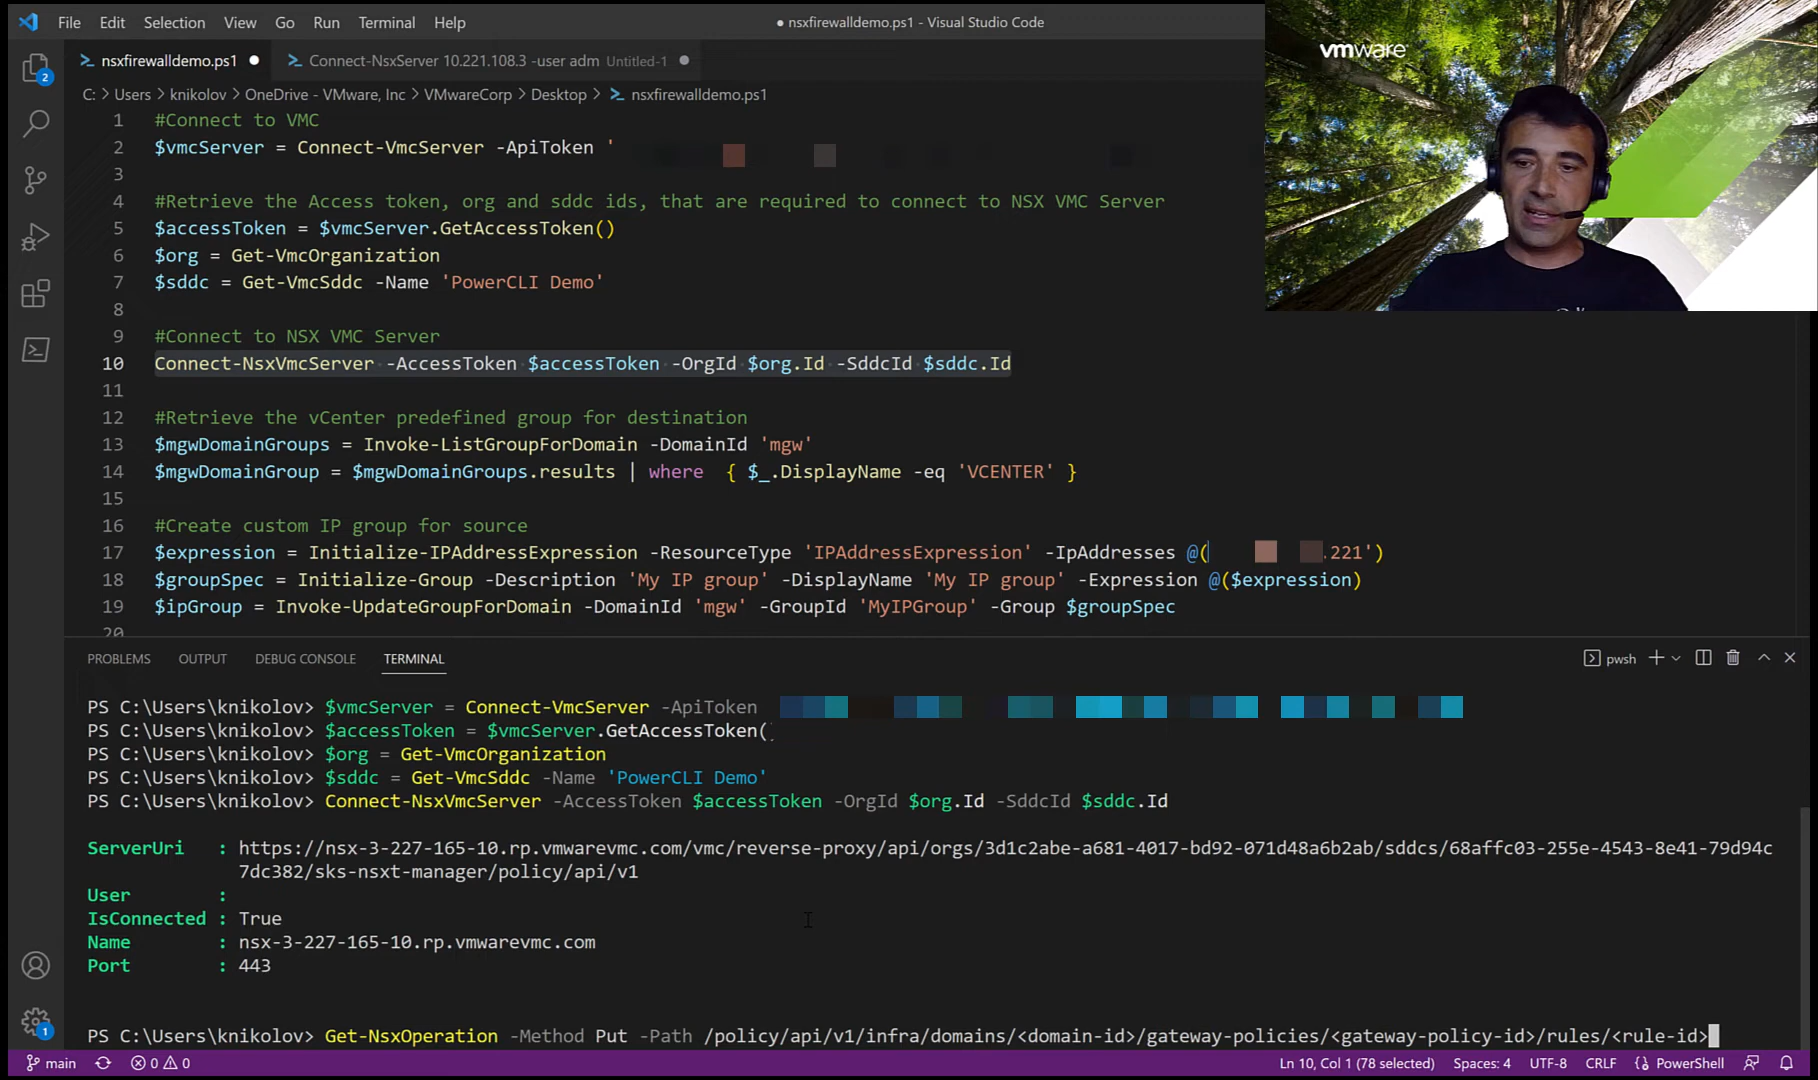 File Edit Selection View Go Run Terminal Help
● nsxfirewalldemo.ps1 - Visual Studio Code
vmware
nsxfirewalldemo.ps1 ●
Connect-NsxServer 10.221.108.3 -user adm Untitled-1 ●
C: > Users > knikolov > OneDrive - VMware, Inc > VMwareCorp > Desktop > nsxfirewalldemo.ps1
1 #Connect to VMC
2 $vmcServer = Connect-VmcServer -ApiToken '
3
4 #Retrieve the Access token, org and sddc ids, that are required to connect to NSX VMC Server
5 $accessToken = $vmcServer.GetAccessToken()
6 $org = Get-VmcOrganization
7 $sddc = Get-VmcSddc -Name 'PowerCLI Demo'
8
9 #Connect to NSX VMC Server
10 Connect-NsxVmcServer -AccessToken $accessToken -OrgId $org.Id -SddcId $sddc.Id
11
12 #Retrieve the vCenter predefined group for destination
13 $mgwDomainGroups = Invoke-ListGroupForDomain -DomainId 'mgw'
14 $mgwDomainGroup = $mgwDomainGroups.results | where { $_.DisplayName -eq 'VCENTER' }
15
16 #Create custom IP group for source
17 $expression = Initialize-IPAddressExpression -ResourceType 'IPAddressExpression' -IpAddresses @( .221')
18 $groupSpec = Initialize-Group -Description 'My IP group' -DisplayName 'My IP group' -Expression @($expression)
19 $ipGroup = Invoke-UpdateGroupForDomain -DomainId 'mgw' -GroupId 'MyIPGroup' -Group $groupSpec
20
PROBLEMS OUTPUT DEBUG CONSOLE TERMINAL
pwsh
PS C:\Users\knikolov> $vmcServer = Connect-VmcServer -ApiToken
PS C:\Users\knikolov> $accessToken = $vmcServer.GetAccessToken()
PS C:\Users\knikolov> $org = Get-VmcOrganization
PS C:\Users\knikolov> $sddc = Get-VmcSddc -Name 'PowerCLI Demo'
PS C:\Users\knikolov> Connect-NsxVmcServer -AccessToken $accessToken -OrgId $org.Id -SddcId $sddc.Id
ServerUri : https://nsx-3-227-165-10.rp.vmwarevmc.com/vmc/reverse-proxy/api/orgs/3d1c2abe-a681-4017-bd92-071d48a6b2ab/sddcs/68affc03-255e-4543-8e41-79d94c
7dc382/sks-nsxt-manager/policy/api/v1
User :
IsConnected : True
Name : nsx-3-227-165-10.rp.vmwarevmc.com
Port : 443
PS C:\Users\knikolov> Get-NsxOperation -Method Put -Path /policy/api/v1/infra/domains/<domain-id>/gateway-policies/<gateway-policy-id>/rules/<rule-id>
main 0 0
Ln 10, Col 1 (78 selected) Spaces: 4 UTF-8 CRLF PowerShell
2
1